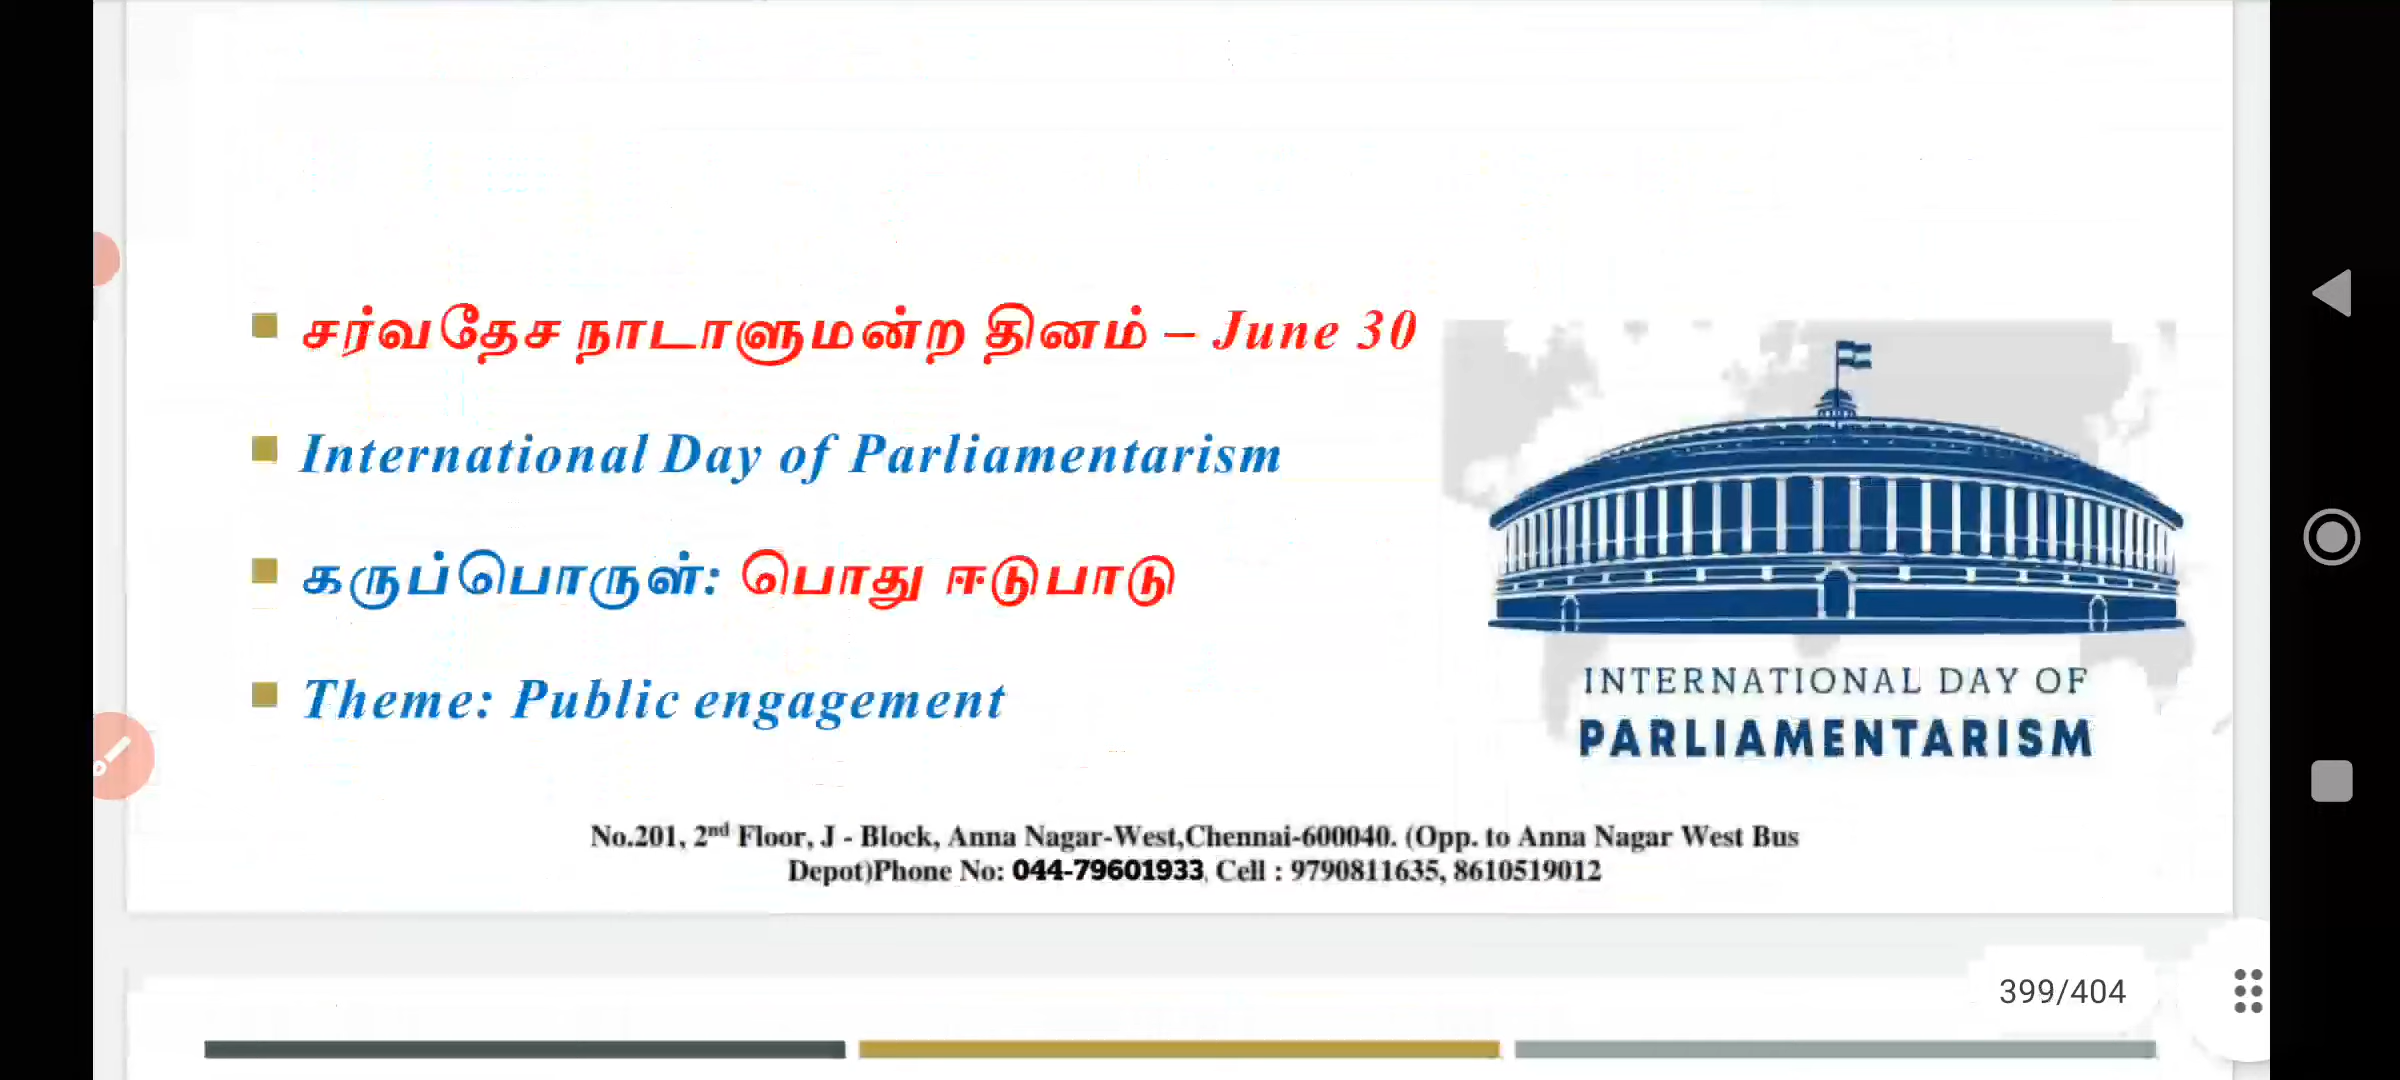 சர்வதேச நாடாளுமன்ற தினம் – June 30
International Day of Parliamentarism
கருப்பொருள்: பொது ஈடுபாடு
Theme: Public engagement
INTERNATIONAL DAY OF
PARLIAMENTARISM
No.201, 2nd Floor, J - Block, Anna Nagar-West,Chennai-600040. (Opp. to Anna Nagar West Bus
Depot)Phone No: 044-79601933, Cell : 9790811635, 8610519012
399/404